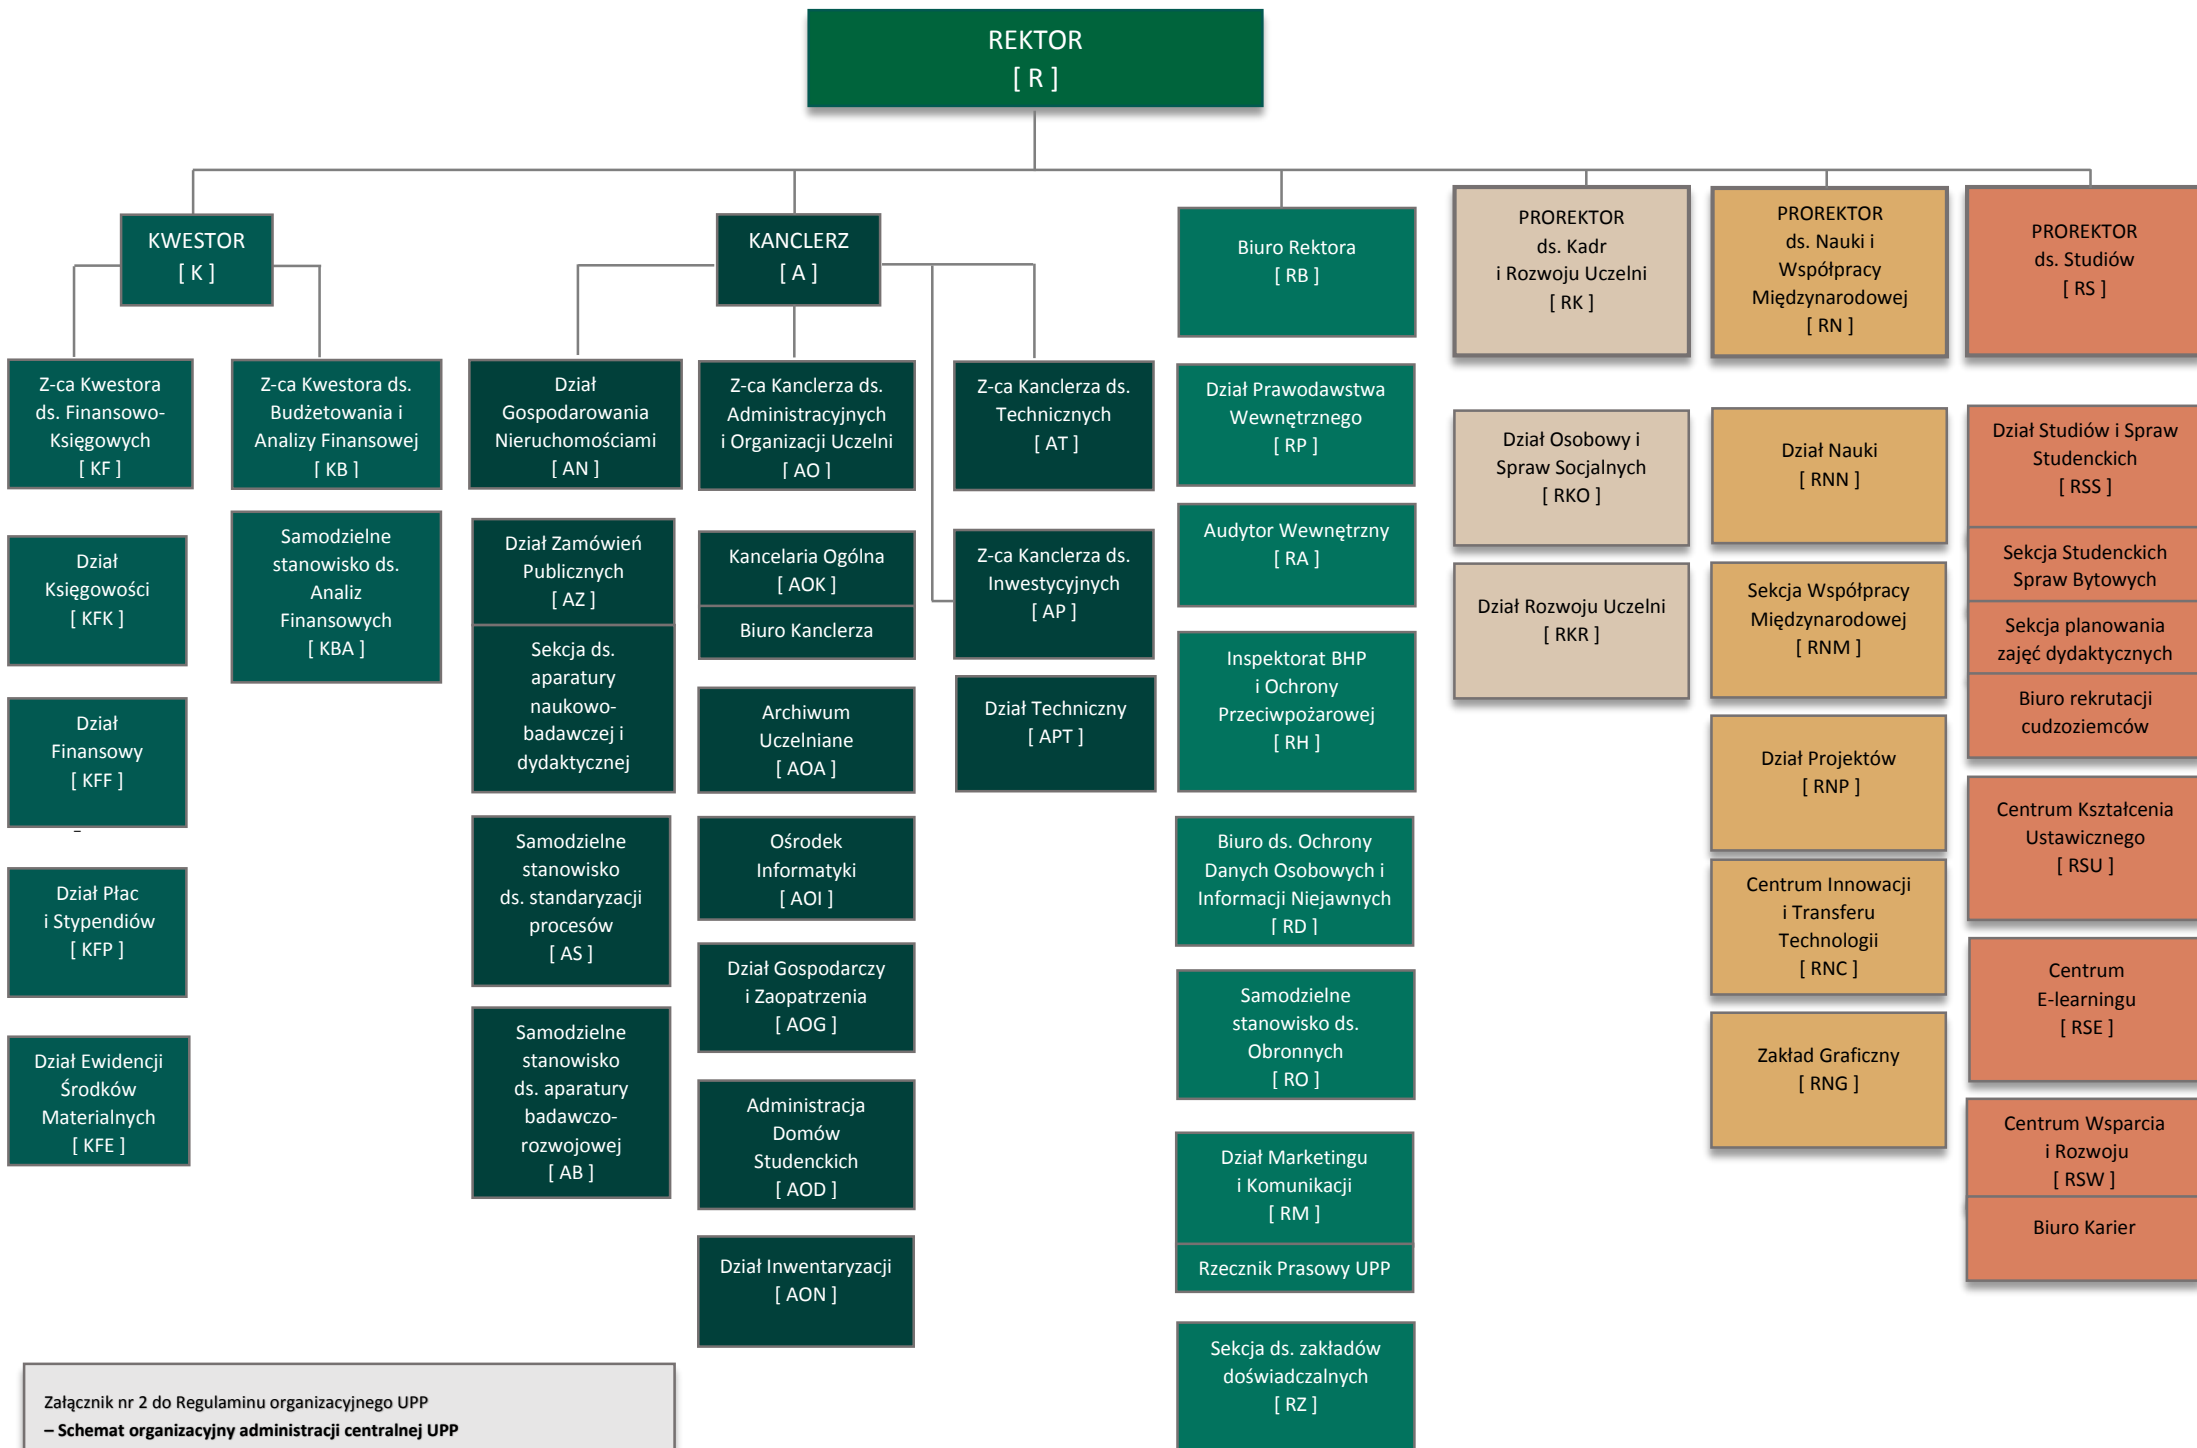 REKTOR
[ R ]
KWESTOR
[ K ]
Z-ca Kwestora
ds. Finansowo-
Księgowych
[ KF ]
Dział
Księgowości
[ KFK ]
Dział
Finansowy
[ KFF ]
Dział Płac
i Stypendiów
[ KFP ]
Dział Ewidencji
Środków
Materialnych
[ KFE ]
Z-ca Kwestora ds.
Budżetowania i
Analizy Finansowej
[ KB ]
Samodzielne
stanowisko ds.
Analiz
Finansowych
[ KBA ]
KANCLERZ
[ A ]
Dział
Gospodarowania
Nieruchomościami
[ AN ]
Dział Zamówień
Publicznych
[ AZ ]
Sekcja ds.
aparatury
naukowo-
badawczej i
dydaktycznej
Samodzielne
stanowisko
ds. standaryzacji
procesów
[ AS ]
Samodzielne
stanowisko
ds. aparatury
badawczo-
rozwojowej
[ AB ]
Z-ca Kanclerza ds.
Administracyjnych
i Organizacji Uczelni
[ AO ]
Kancelaria Ogólna
[ AOK ]
Biuro Kanclerza
Archiwum
Uczelniane
[ AOA ]
Ośrodek
Informatyki
[ AOI ]
Dział Gospodarczy
i Zaopatrzenia
[ AOG ]
Administracja
Domów
Studenckich
[ AOD ]
Dział Inwentaryzacji
[ AON ]
Z-ca Kanclerza ds.
Technicznych
[ AT ]
Z-ca Kanclerza ds.
Inwestycyjnych
[ AP ]
Dział Techniczny
[ APT ]
Biuro Rektora
[ RB ]
Dział Prawodawstwa
Wewnętrznego
[ RP ]
Audytor Wewnętrzny
[ RA ]
Inspektorat BHP
i Ochrony
Przeciwpożarowej
[ RH ]
Biuro ds. Ochrony
Danych Osobowych i
Informacji Niejawnych
[ RD ]
Samodzielne
stanowisko ds.
Obronnych
[ RO ]
Dział Marketingu
i Komunikacji
[ RM ]
Rzecznik Prasowy UPP
Sekcja ds. zakładów
doświadczalnych
[ RZ ]
PROREKTOR
ds. Kadr
i Rozwoju Uczelni
[ RK ]
Dział Osobowy i
Spraw Socjalnych
[ RKO ]
Dział Rozwoju Uczelni
[ RKR ]
PROREKTOR
ds. Nauki i
Współpracy
Międzynarodowej
[ RN ]
Dział Nauki
[ RNN ]
Sekcja Współpracy
Międzynarodowej
[ RNM ]
Dział Projektów
[ RNP ]
Centrum Innowacji
i Transferu
Technologii
[ RNC ]
Zakład Graficzny
[ RNG ]
PROREKTOR
ds. Studiów
[ RS ]
Dział Studiów i Spraw
Studenckich
[ RSS ]
Sekcja Studenckich
Spraw Bytowych
Sekcja planowania
zajęć dydaktycznych
Biuro rekrutacji
cudzoziemców
Centrum Kształcenia
Ustawicznego
[ RSU ]
Centrum
E-learningu
[ RSE ]
Centrum Wsparcia
i Rozwoju
[ RSW ]
Biuro Karier
Załącznik nr 2 do Regulaminu organizacyjnego UPP
– Schemat organizacyjny administracji centralnej UPP